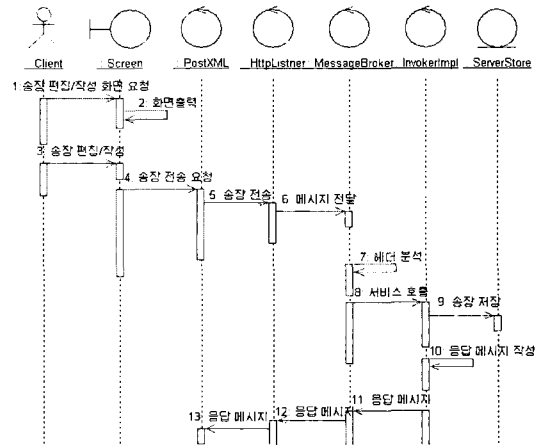 Client : Screen : PostXML : HttpListner : MessageBroker : InvokerImpl : ServerStore
1: 송장 편집/작성 화면 요청
2: 화면출력
3: 송장 편집/작성
4: 송장 전송 요청
5: 송장 전송
6: 메시지 전달
7: 헤더 분석
8: 서비스 호출
9: 송장 저장
10: 응답 메시지 작성
11: 응답 메시지
12: 응답 메시지
13: 응답 메시지